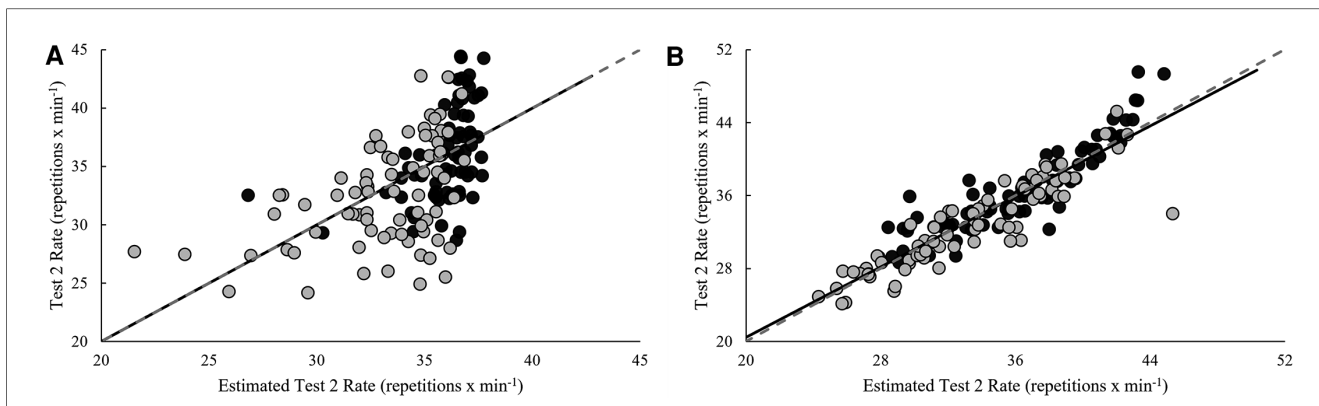 A
45
40
35
30
25
20
Test 2 Rate (repetitions x min⁻¹)
20 25 30 35 40 45
Estimated Test 2 Rate (repetitions x min⁻¹)
B
52
44
36
28
20
Test 2 Rate (repetitions x min⁻¹)
20 28 36 44 52
Estimated Test 2 Rate (repetitions x min⁻¹)